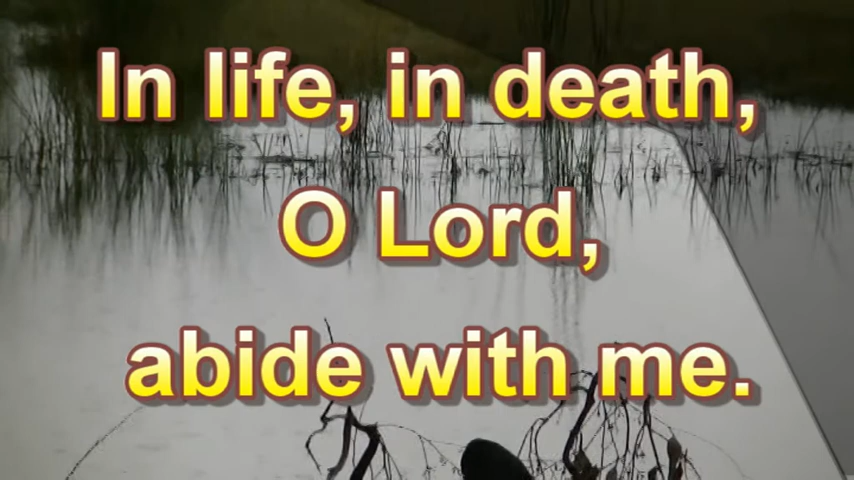 In life, in death,
O Lord,
abide with me.